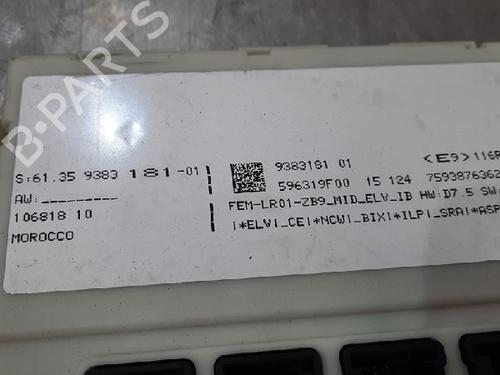 B-PARTS
S:61.35 9383 181-01
AW:_________
106818 10
MOROCCO
9383181 01
596319F00 15 124
<E9>116R
7593876362
FEM-LR01-ZB9_MID_ELV_IB HW:D7.5 SW:
|*ELV|_CE|*NCW|_BIX|*ILP|_SRA|*ASP